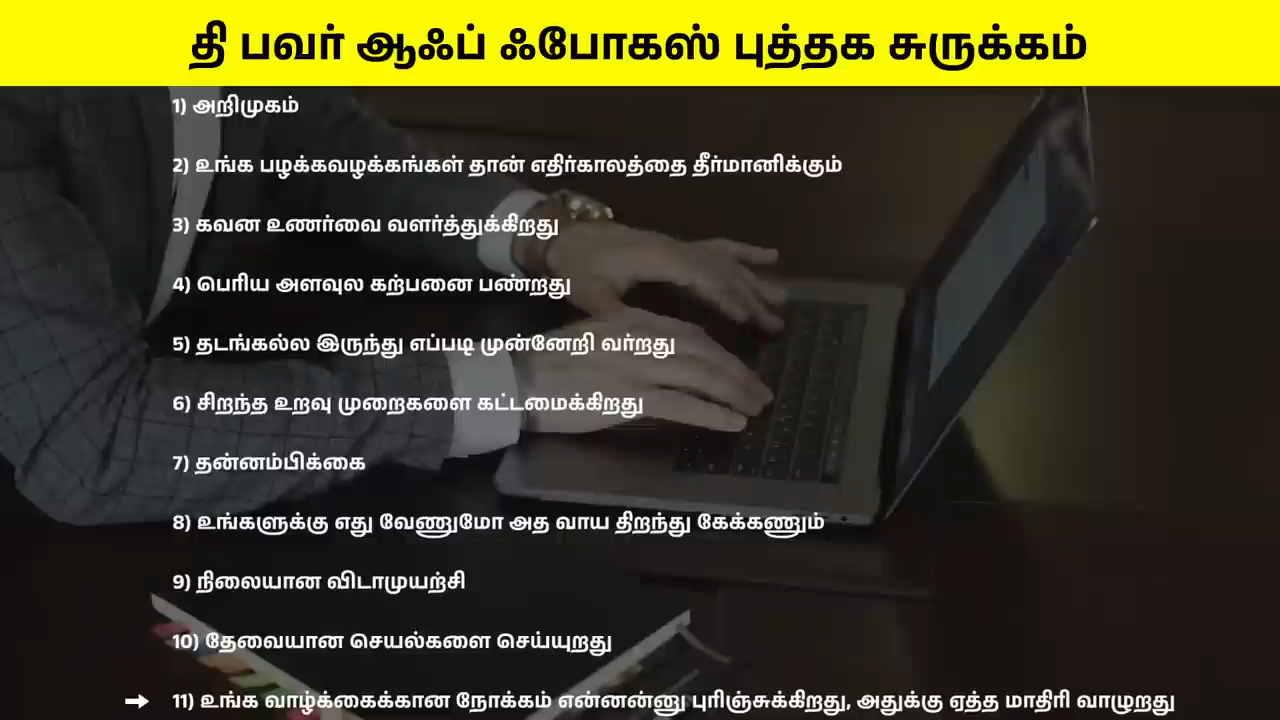 தி பவர் ஆஃப் ஃபோகஸ் புத்தக சுருக்கம்
1) அறிமுகம்
2) உங்க பழக்கவழக்கங்கள் தான் எதிர்காலத்தை தீர்மானிக்கும்
3) கவன உணர்வை வளர்த்துக்கிறது
4) பெரிய அளவுல கற்பனை பண்றது
5) தடங்கல்ல இருந்து எப்படி முன்னேறி வர்றது
6) சிறந்த உறவு முறைகளை கட்டமைக்கிறது
7) தன்னம்பிக்கை
8) உங்களுக்கு எது வேணுமோ அத வாய திறந்து கேக்கணும்
9) நிலையான விடாமுயற்சி
10) தேவையான செயல்களை செய்யுறது
11) உங்க வாழ்க்கைக்கான நோக்கம் என்னன்னு புரிஞ்சுக்கிறது, அதுக்கு ஏத்த மாதிரி வாழுறது